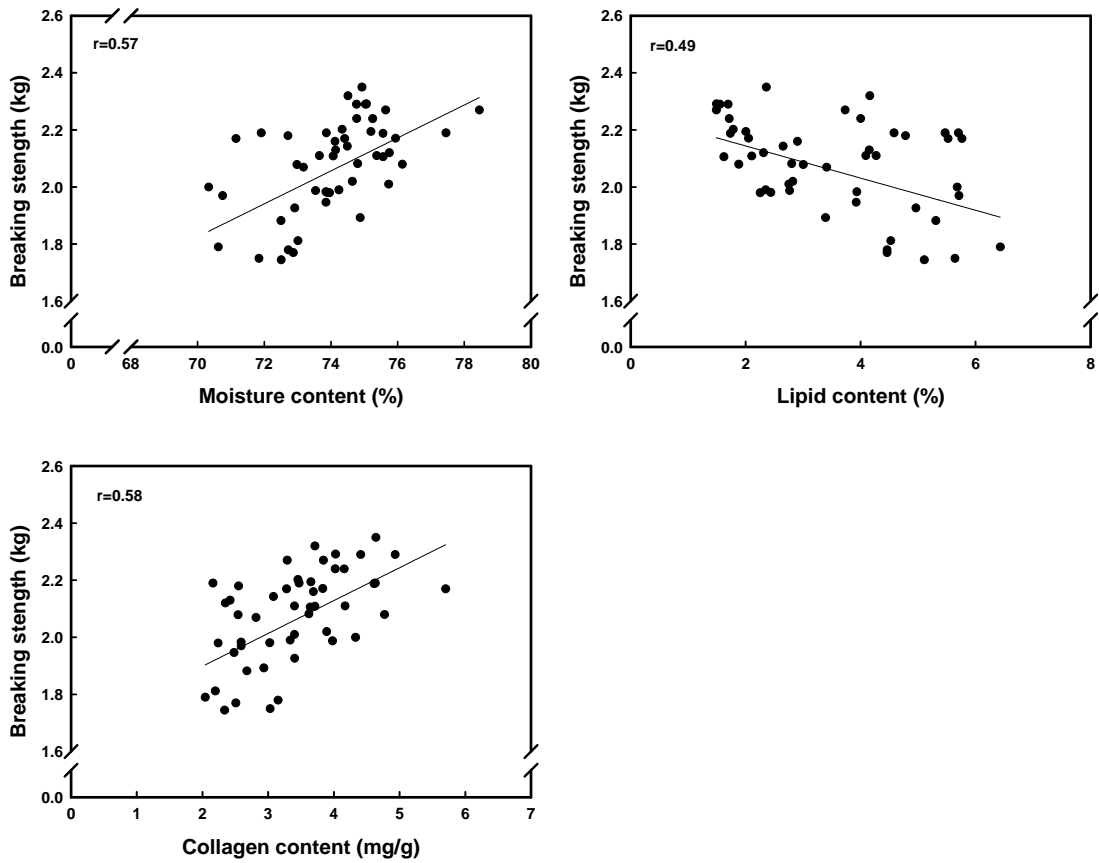 r=0.57
Breaking stength (kg)
2.6
2.4
2.2
2.0
1.8
1.6
0.0
0 68 70 72 74 76 78 80
Moisture content (%)
r=0.49
Breaking stength (kg)
2.6
2.4
2.2
2.0
1.8
1.6
0.0
0 2 4 6 8
Lipid content (%)
r=0.58
Breaking stength (kg)
2.6
2.4
2.2
2.0
1.8
1.6
0.0
0 1 2 3 4 5 6 7
Collagen content (mg/g)